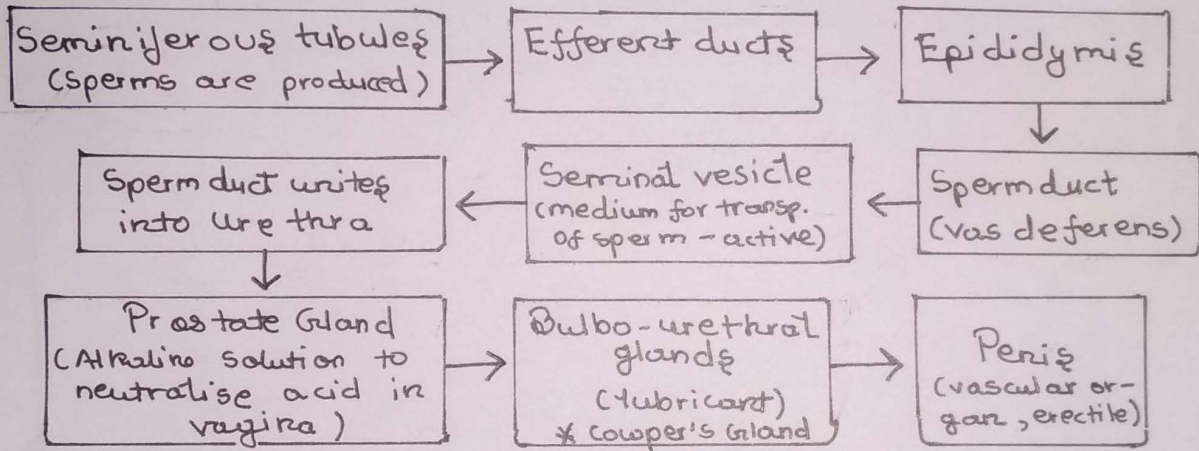 Seminiferous tubules
(sperms are produced)
Efferent ducts
Epididymis
Sperm duct
(vas deferens)
Seminal vesicle
(medium for transp.
of sperm - active)
Sperm duct unites
into urethra
Prostate Gland
(Alkaline solution to
neutralise acid in
vagina)
Bulbo-urethral
glands
(lubricant)
* Cowper's Gland
Penis
(vascular or-
gan, erectile)